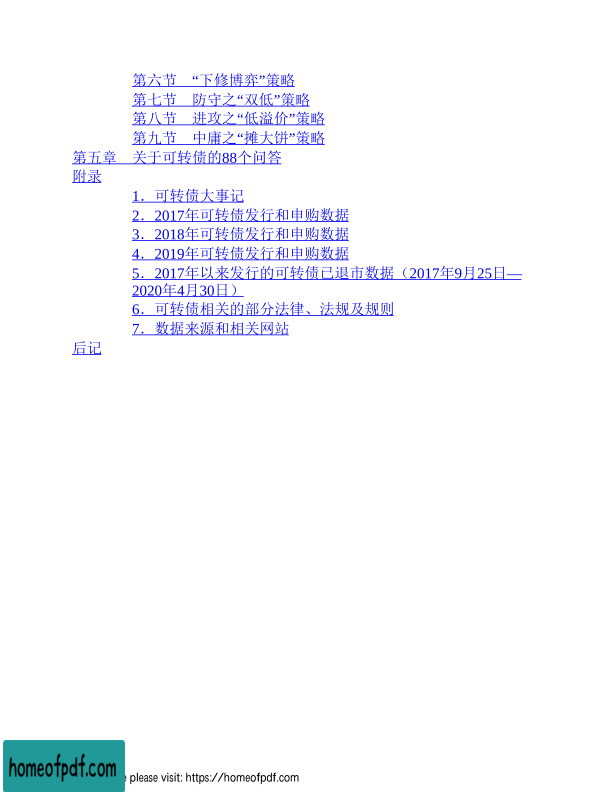 第六节　“下修博弈”策略
第七节　防守之“双低”策略
第八节　进攻之“低溢价”策略
第九节　中庸之“摊大饼”策略
第五章　关于可转债的88个问答
附录
1．可转债大事记
2．2017年可转债发行和申购数据
3．2018年可转债发行和申购数据
4．2019年可转债发行和申购数据
5．2017年以来发行的可转债已退市数据（2017年9月25日—
2020年4月30日）
6．可转债相关的部分法律、法规及规则
7．数据来源和相关网站
后记
homeofpdf.com
please visit: https://homeofpdf.com